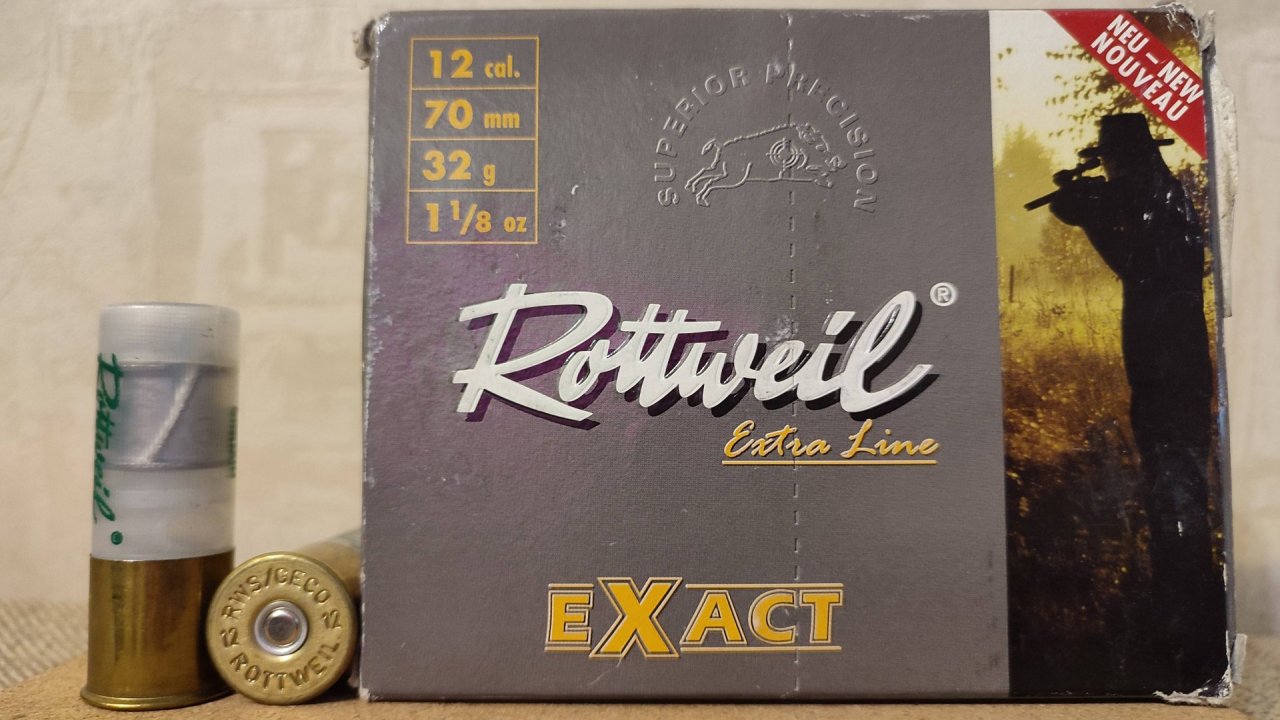 12 cal.
70 mm
32 g
1 1/8 oz
SUPERIOR PRECISION
NEU – NEW
NOUVEAU
Rottweil®
Extra Line
EXACT
Rottweil®
RWS/GECO
12 12
ROTTWEIL